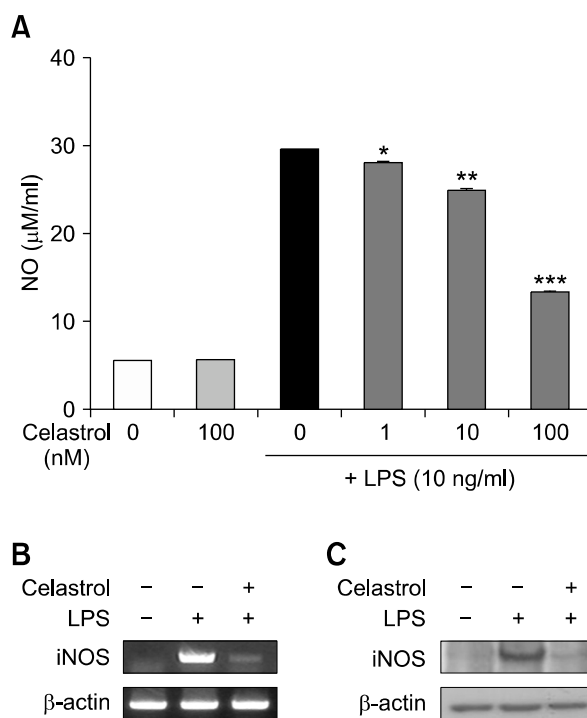 A
40
30
20
10
0
NO (μM/ml)
*
**
***
Celastrol 0 100 0 1 10 100
(nM)
+ LPS (10 ng/ml)
B
Celastrol – – +
LPS – + +
iNOS
β-actin
C
Celastrol – – +
LPS – + +
iNOS
β-actin